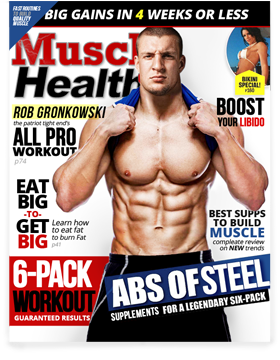 FAST ROUTINES
TO BUILD
QUALITY
MUSCLE
BIG GAINS IN 4 WEEKS OR LESS
Muscle
Health
BIKINI
SPECIAL!
ROB GRONKOWSKI
the patriot tight end's
ALL PRO
WORKOUT
p74
BOOST
YOUR LIBIDO
EAT
BIG
-TO-
GET
BIG
Learn how
to eat fat
to burn Fat
p41
BEST SUPPS
TO BUILD
MUSCLE
compleate review
on NEW trends
6-PACK
WORKOUT
GUARANTEED RESULTS
ABS OF STEEL
SUPPLEMENTS FOR A LEGENDARY SIX-PACK